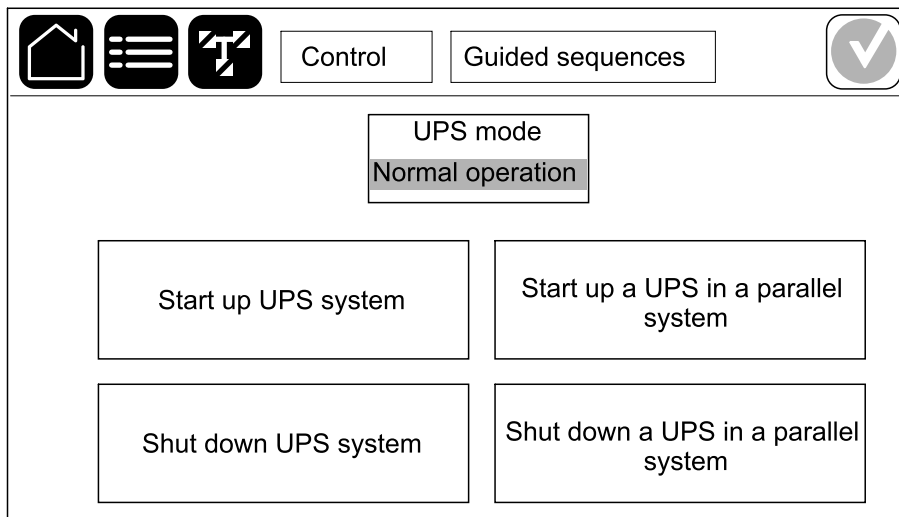 Control
Guided sequences
UPS mode
Normal operation
Start up UPS system
Start up a UPS in a parallel
system
Shut down UPS system
Shut down a UPS in a parallel
system